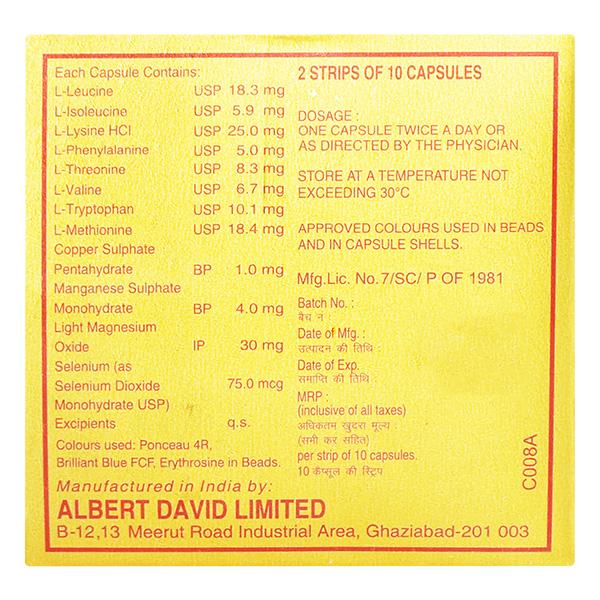 Each Capsule Contains:
L-Leucine USP 18.3 mg
L-Isoleucine USP 5.9 mg
L-Lysine HCl USP 25.0 mg
L-Phenylalanine USP 5.0 mg
L-Threonine USP 8.3 mg
L-Valine USP 6.7 mg
L-Tryptophan USP 10.1 mg
L-Methionine USP 18.4 mg
Copper Sulphate
Pentahydrate BP 1.0 mg
Manganese Sulphate
Monohydrate BP 4.0 mg
Light Magnesium
Oxide IP 30 mg
Selenium (as
Selenium Dioxide 75.0 mcg
Monohydrate USP)
Excipients q.s.
Colours used: Ponceau 4R,
Brilliant Blue FCF, Erythrosine in Beads.
2 STRIPS OF 10 CAPSULES
DOSAGE :
ONE CAPSULE TWICE A DAY OR
AS DIRECTED BY THE PHYSICIAN.
STORE AT A TEMPERATURE NOT
EXCEEDING 30°C
APPROVED COLOURS USED IN BEADS
AND IN CAPSULE SHELLS.
Mfg.Lic. No.7/SC/ P OF 1981
Batch No. :
बैच नं :
Date of Mfg. :
उत्पादन की तिथि :
Date of Exp.
समाप्ति की तिथि :
MRP :
(inclusive of all taxes)
अधिकतम खुदरा मूल्य :
(सभी कर सहित)
per strip of 10 capsules.
10 कॅप्सूल की स्ट्रिप
C008A
Manufactured in India by:
ALBERT DAVID LIMITED
B-12,13 Meerut Road Industrial Area, Ghaziabad-201 003